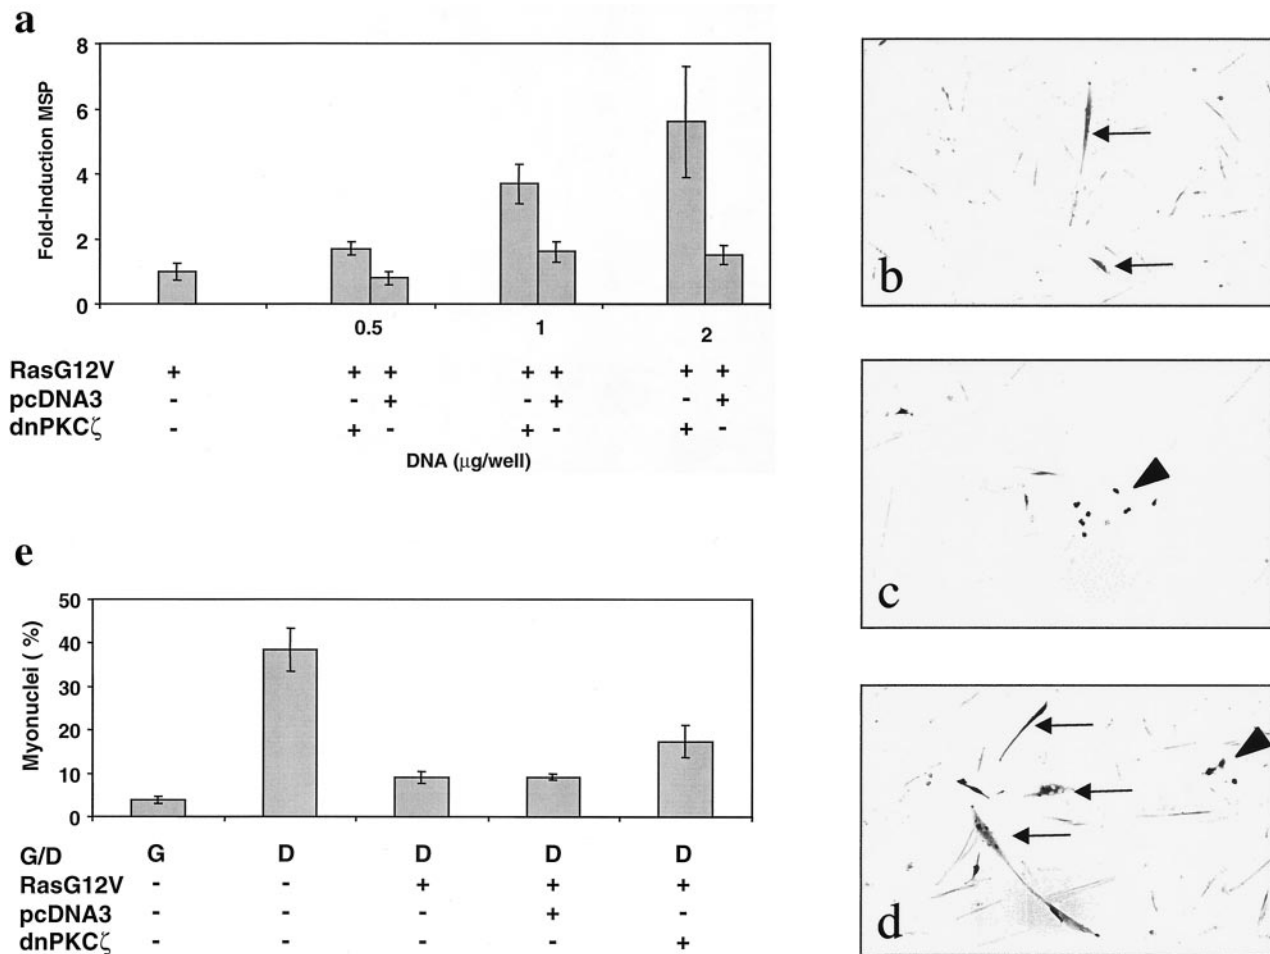 a
Fold-Induction MSP
8
6
4
2
0
0.5 1 2
RasG12V + + + + + + +
pcDNA3 - - + - + - +
dnPKCζ - + - + - + -
DNA (µg/well)
b
c
d
e
Myonuclei ( %)
50
40
30
20
10
0
G/D G D D D D
RasG12V - - + + +
pcDNA3 - - - + -
dnPKCζ - - - - +